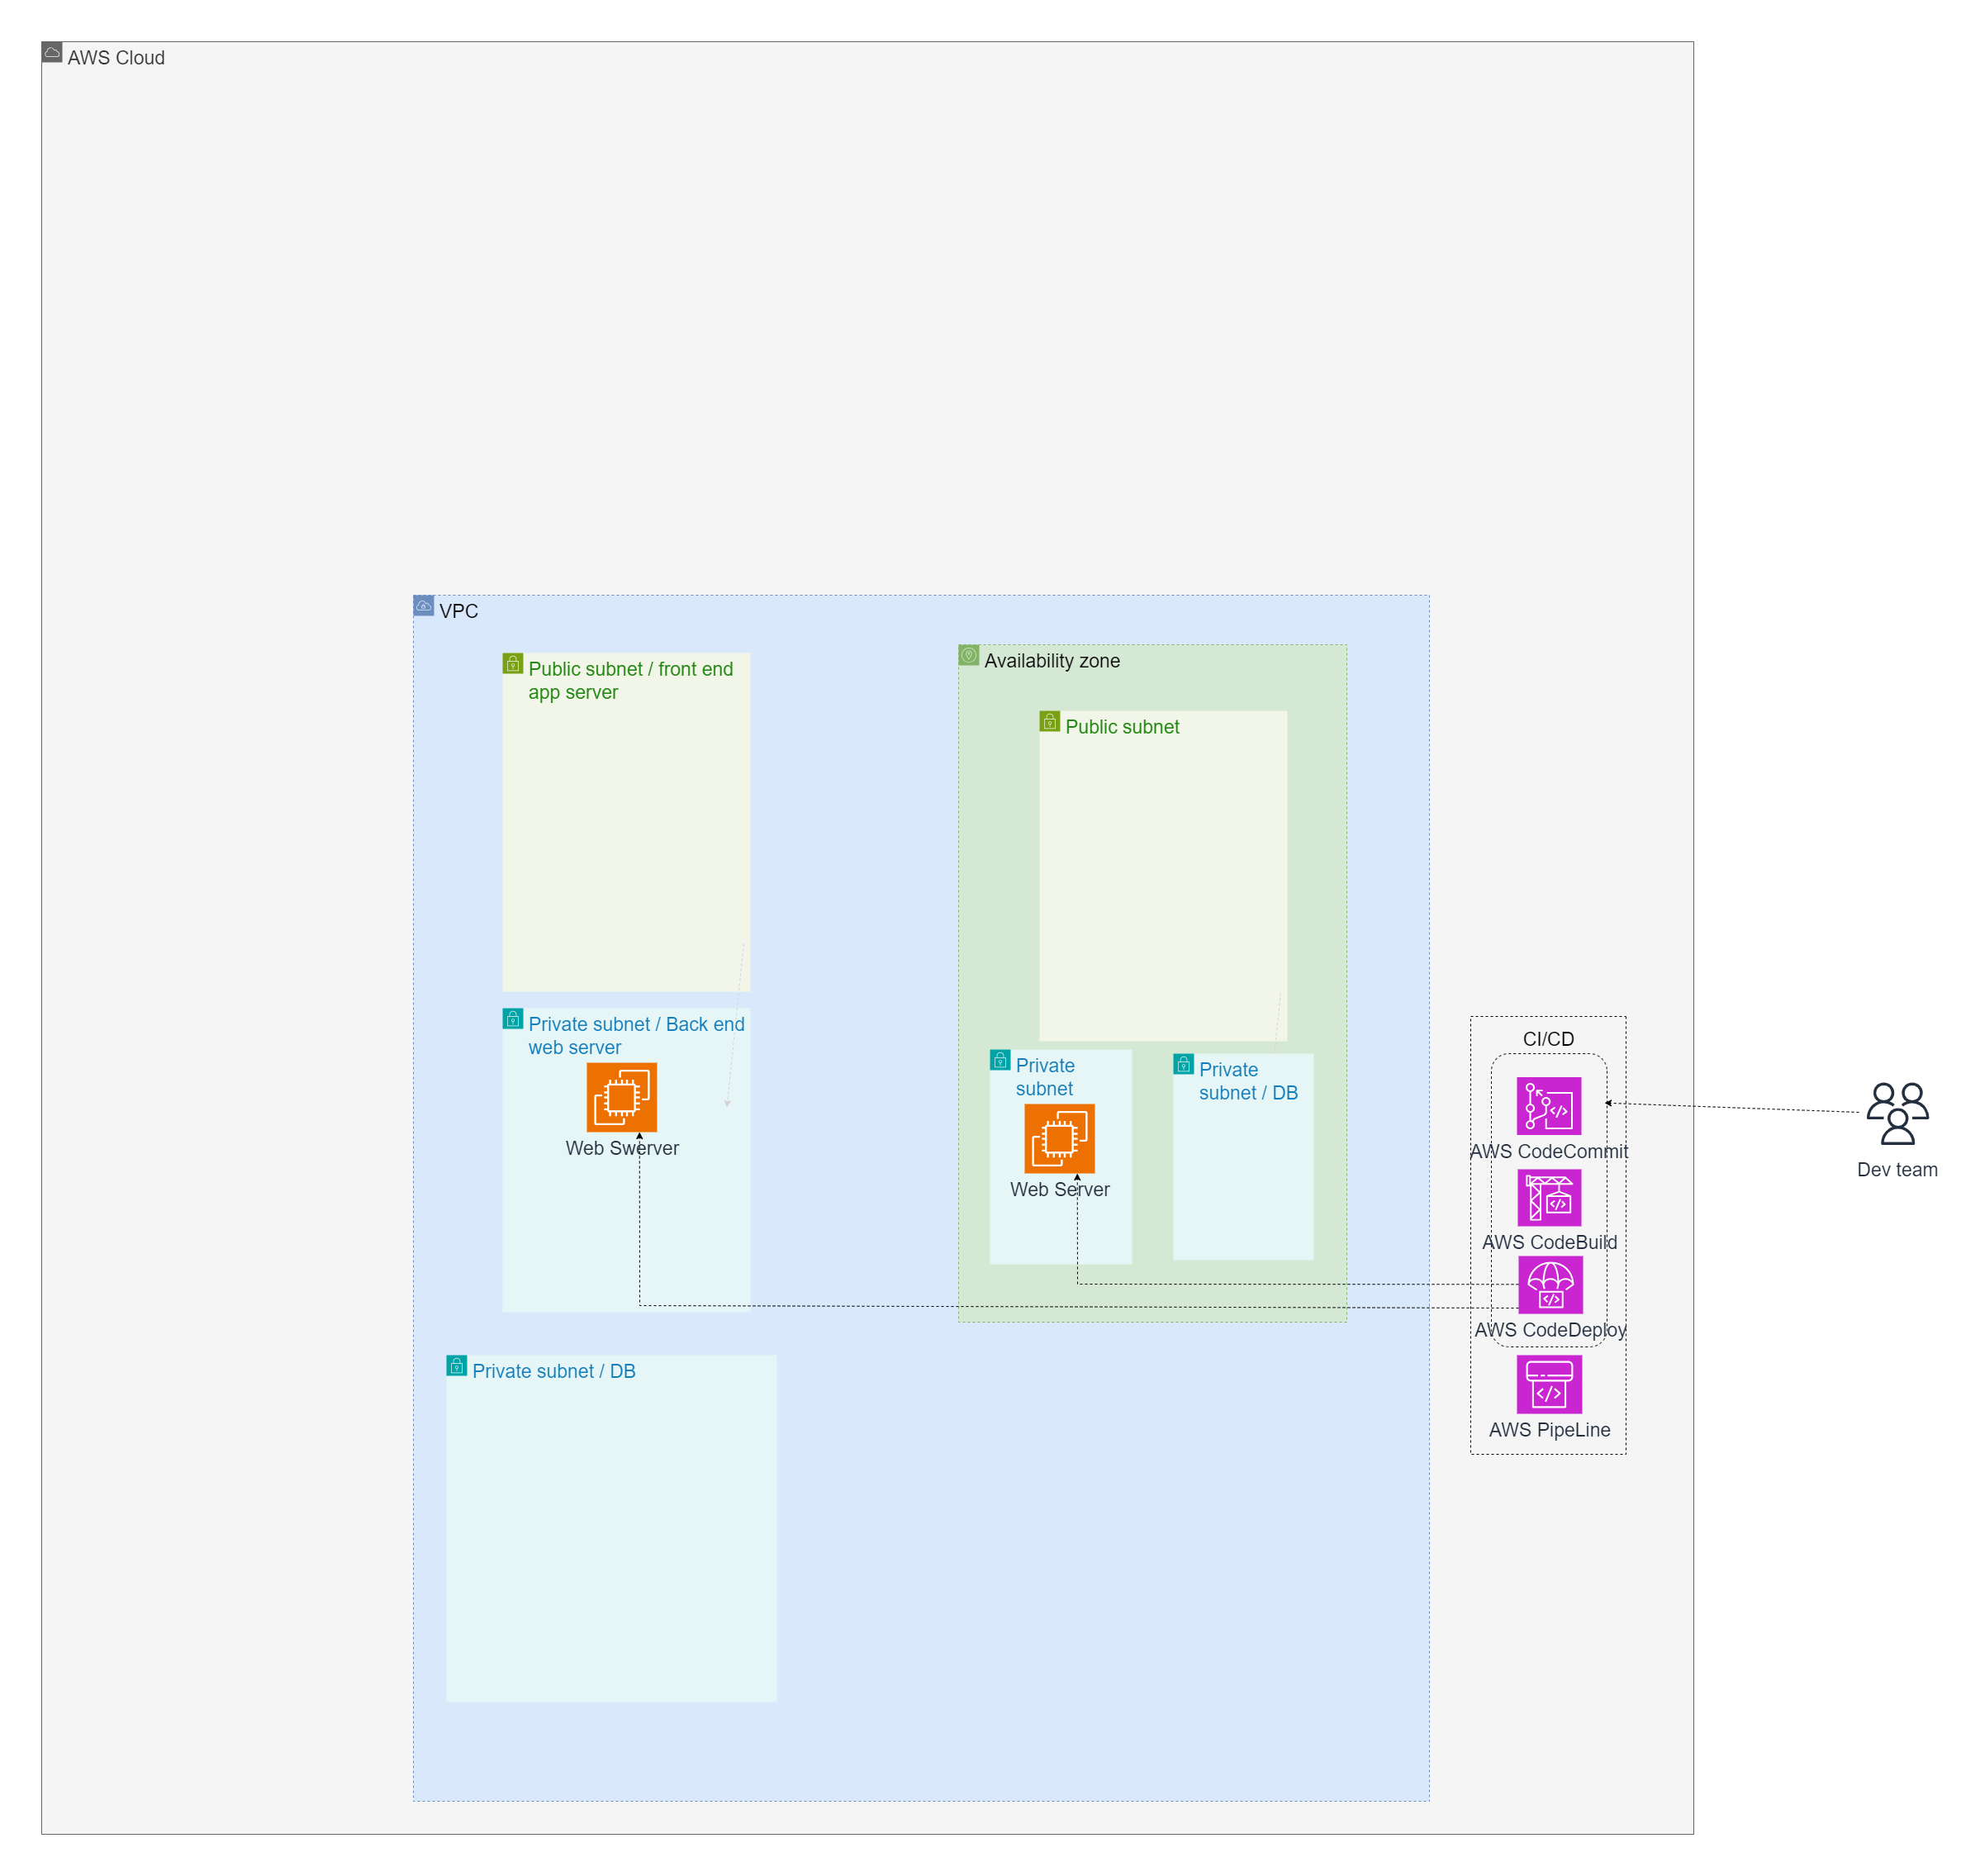 AWS Cloud
VPC
Public subnet / front end
app server
Availability zone
Public subnet
Private subnet / Back end
web server
Web Swerver
Private
subnet
Web Server
Private
subnet / DB
Private subnet / DB
CI/CD
AWS CodeCommit
AWS CodeBuild
AWS CodeDeploy
AWS PipeLine
Dev team